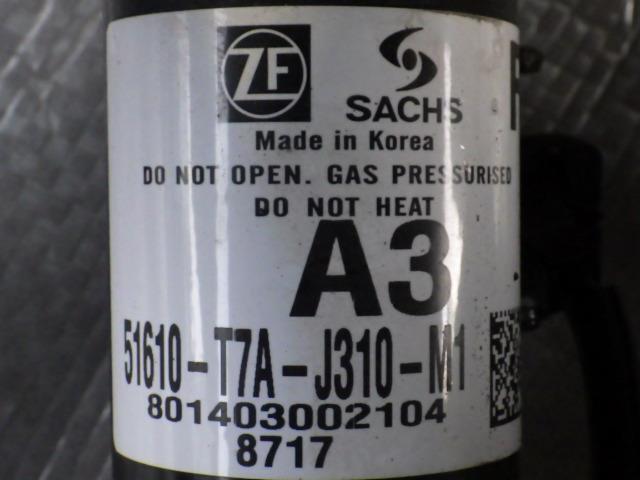 ZF SACHS R
Made in Korea
DO NOT OPEN. GAS PRESSURISED
DO NOT HEAT
A3
51610-T7A-J310-M1
801403002104
8717